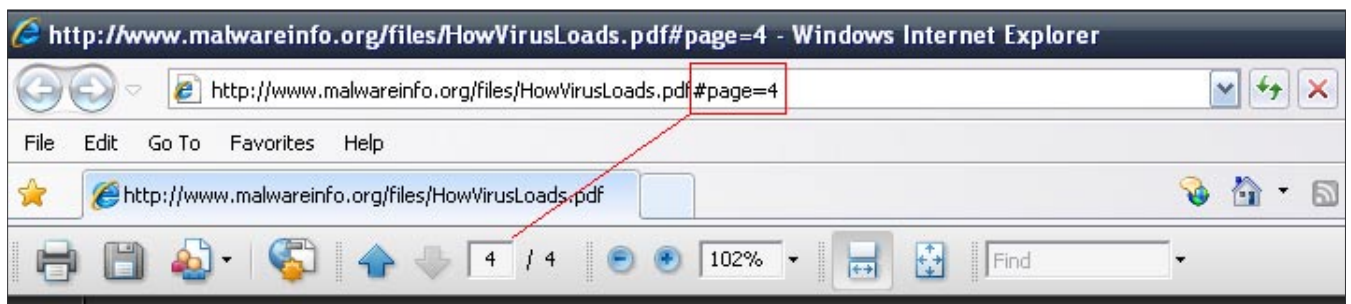 http://www.malwareinfo.org/files/HowVirusLoads.pdf#page=4 - Windows Internet Explorer
http://www.malwareinfo.org/files/HowVirusLoads.pdf#page=4
File Edit Go To Favorites Help
http://www.malwareinfo.org/files/HowVirusLoads.pdf
4 / 4 102% Find